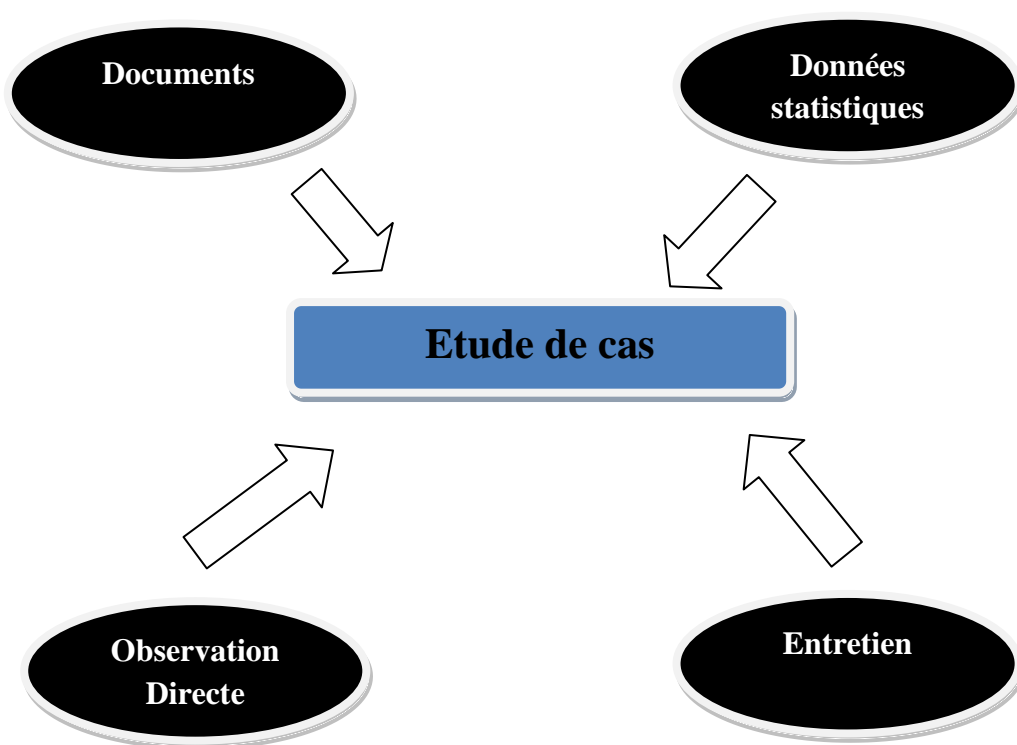 Documents
Données
statistiques
Etude de cas
Observation
Directe
Entretien